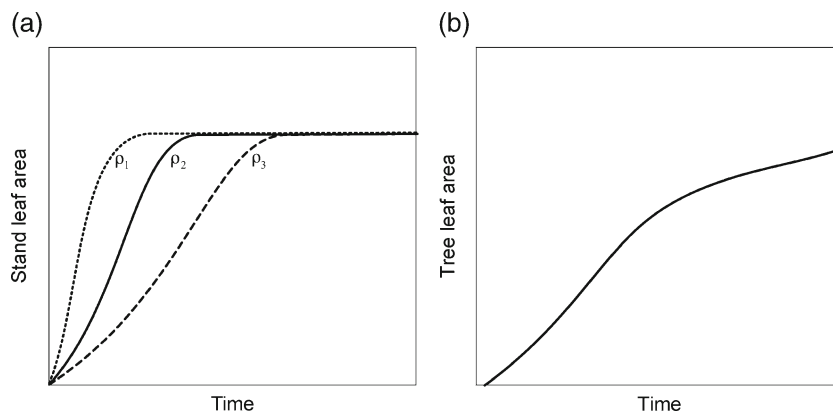 (a)
Stand leaf area
ρ1
ρ2
ρ3
Time
(b)
Tree leaf area
Time